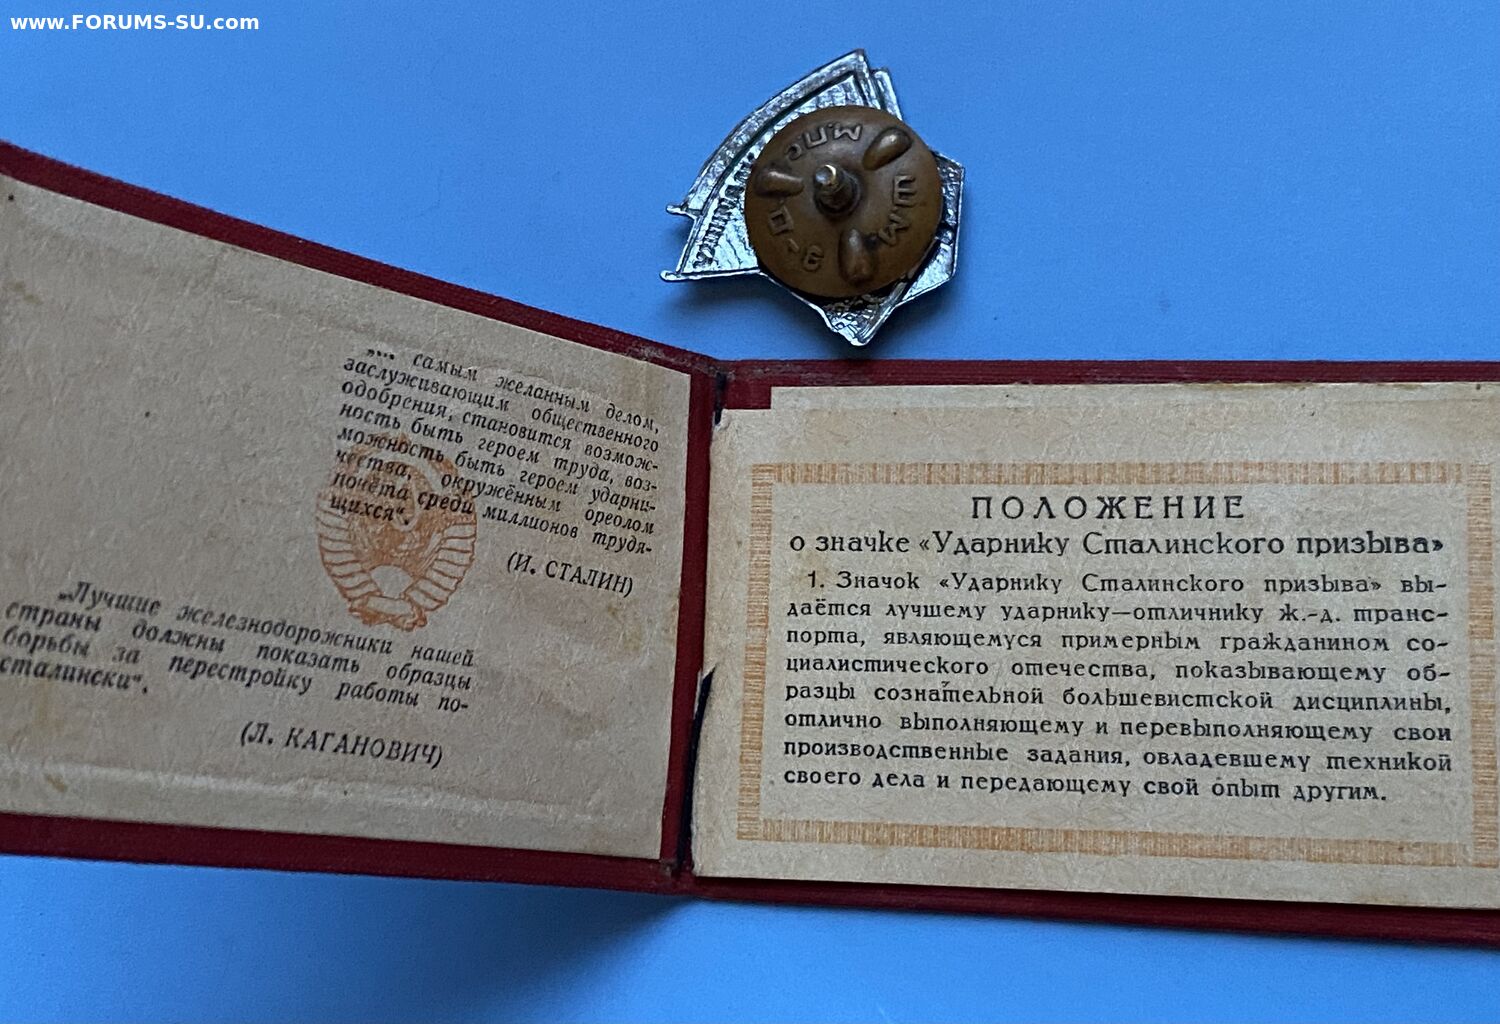 www.FORUMS-SU.com
М.П.С.
Ш.М.
З-Д
„... самым желанным делом,
заслуживающим общественного
одобрения, становится возмож-
ность быть героем труда, воз-
можность быть героем ударни-
чества, окружённым ореолом
почёта среди миллионов трудя-
щихся“.
(И. СТАЛИН)
„Лучшие железнодорожники нашей
страны должны показать образцы
борьбы за перестройку работы по-
сталински“.
(Л. КАГАНОВИЧ)
ПОЛОЖЕНИЕ
о значке «Ударнику Сталинского призыва»
1. Значок «Ударнику Сталинского призыва» вы-
даётся лучшему ударнику—отличнику ж.-д. транс-
порта, являющемуся примерным гражданином со-
циалистического отечества, показывающему об-
разцы сознательной большевистской дисциплины,
отлично выполняющему и перевыполняющему свои
производственные задания, овладевшему техникой
своего дела и передающему свой опыт другим.